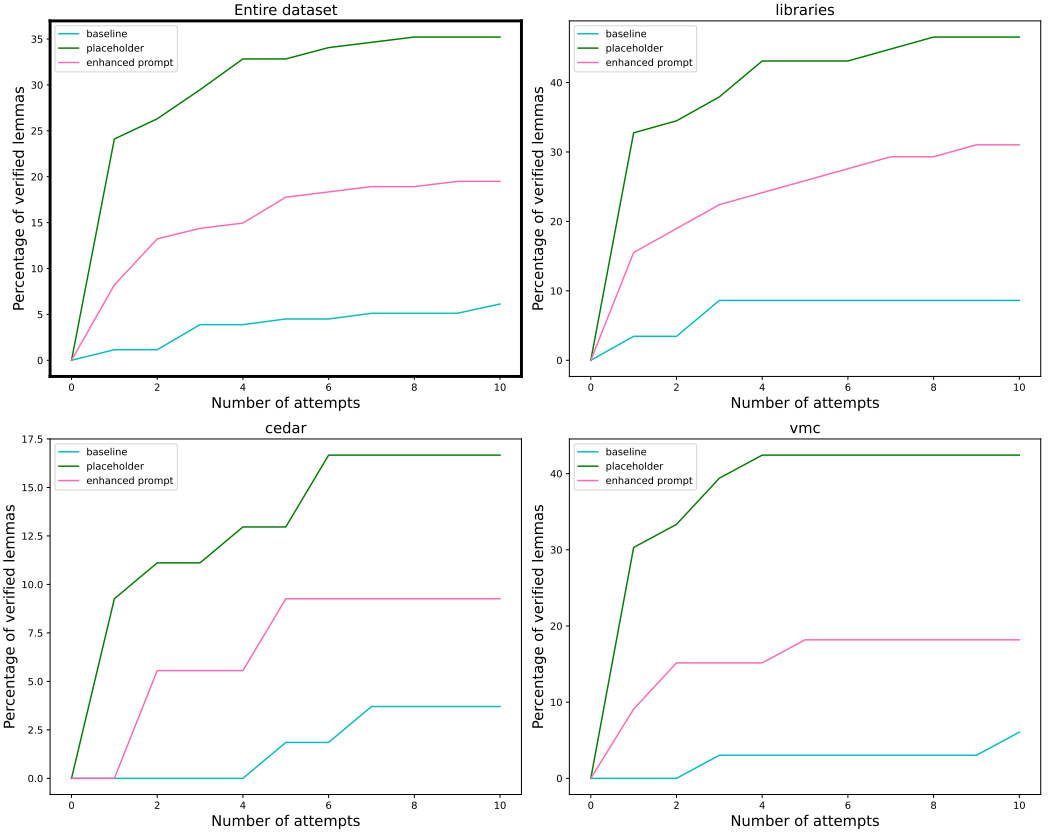 Entire dataset
baseline
placeholder
enhanced prompt
Percentage of verified lemmas
35
30
25
20
15
10
5
0
0 2 4 6 8 10
Number of attempts
libraries
baseline
placeholder
enhanced prompt
Percentage of verified lemmas
40
30
20
10
0
0 2 4 6 8 10
Number of attempts
cedar
baseline
placeholder
enhanced prompt
Percentage of verified lemmas
17.5
15.0
12.5
10.0
7.5
5.0
2.5
0.0
0 2 4 6 8 10
Number of attempts
vmc
baseline
placeholder
enhanced prompt
Percentage of verified lemmas
40
30
20
10
0
0 2 4 6 8 10
Number of attempts